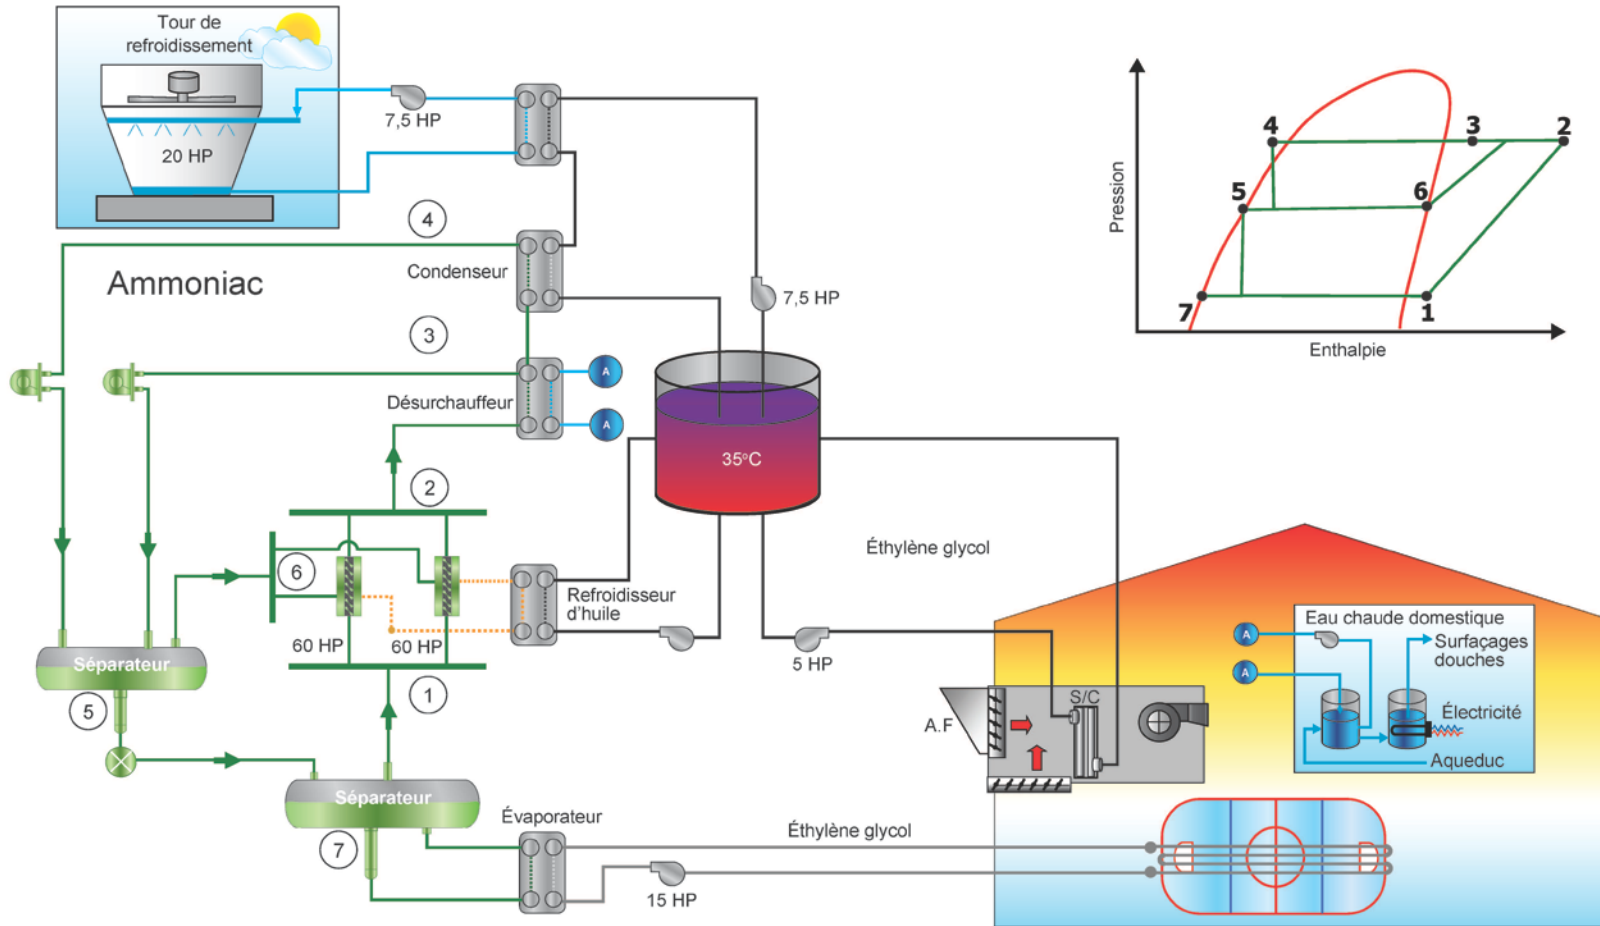 Tour de
refroidissement
20 HP
7,5 HP
4
Condenseur
Ammoniac
3
Désurchauffeur
A
A
2
6
60 HP
60 HP
Séparateur
5
1
Séparateur
7
Refroidisseur
d'huile
Évaporateur
7,5 HP
35°C
Éthylène glycol
5 HP
Éthylène glycol
15 HP
A.F
S/C
Eau chaude domestique
A
A
Surfaçages
douches
Électricité
Aqueduc
Pression
4
3
2
5
6
7
1
Enthalpie